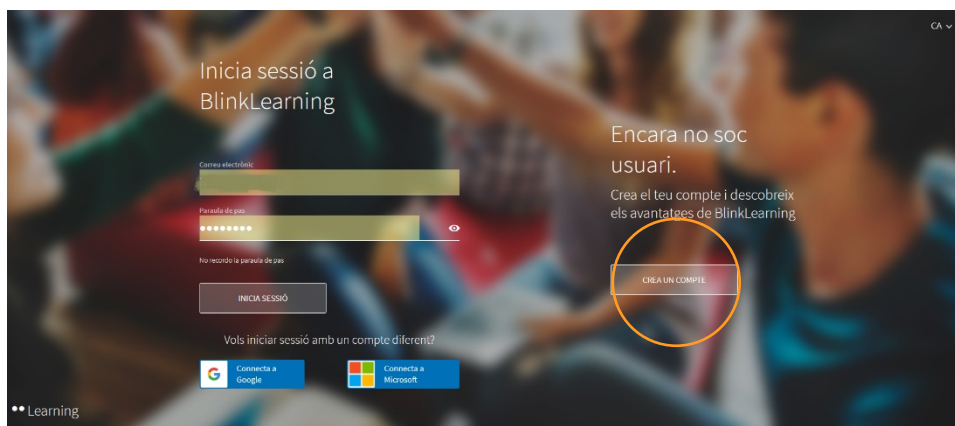 CA
Inicia sessió a
BlinkLearning
Correu electrònic
Paraula de pas
No recordo la paraula de pas
INICIA SESSIÓ
Vols iniciar sessió amb un compte diferent?
Connecta a
Google
Connecta a
Microsoft
Encara no soc
usuari.
Crea el teu compte i descobreix
els avantatges de BlinkLearning
CREA UN COMPTE
Learning